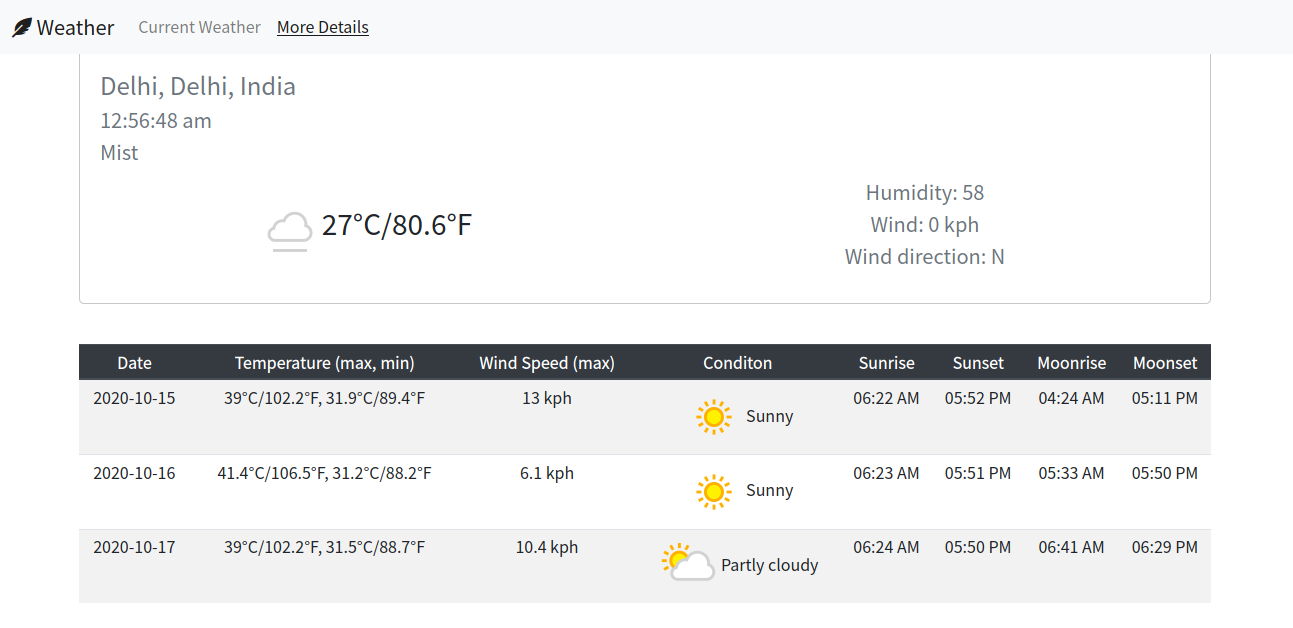 Weather Current Weather More Details
Delhi, Delhi, India
12:56:48 am
Mist
27°C/80.6°F
Humidity: 58
Wind: 0 kph
Wind direction: N
Date Temperature (max, min) Wind Speed (max) Conditon Sunrise Sunset Moonrise Moonset
2020-10-15 39°C/102.2°F, 31.9°C/89.4°F 13 kph Sunny 06:22 AM 05:52 PM 04:24 AM 05:11 PM
2020-10-16 41.4°C/106.5°F, 31.2°C/88.2°F 6.1 kph Sunny 06:23 AM 05:51 PM 05:33 AM 05:50 PM
2020-10-17 39°C/102.2°F, 31.5°C/88.7°F 10.4 kph Partly cloudy 06:24 AM 05:50 PM 06:41 AM 06:29 PM